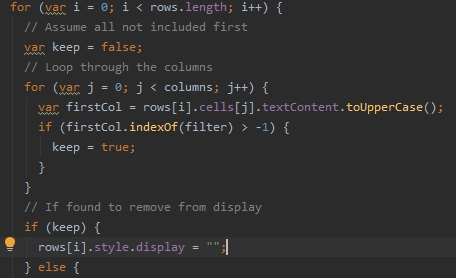 for (var i = 0; i < rows.length; i++) {
  // Assume all not included first
  var keep = false;
  // Loop through the columns
  for (var j = 0; j < columns; j++) {
    var firstCol = rows[i].cells[j].textContent.toUpperCase();
    if (firstCol.indexOf(filter) > -1) {
      keep = true;
    }
  }
  // If found to remove from display
  if (keep) {
    rows[i].style.display = "";
  } else {